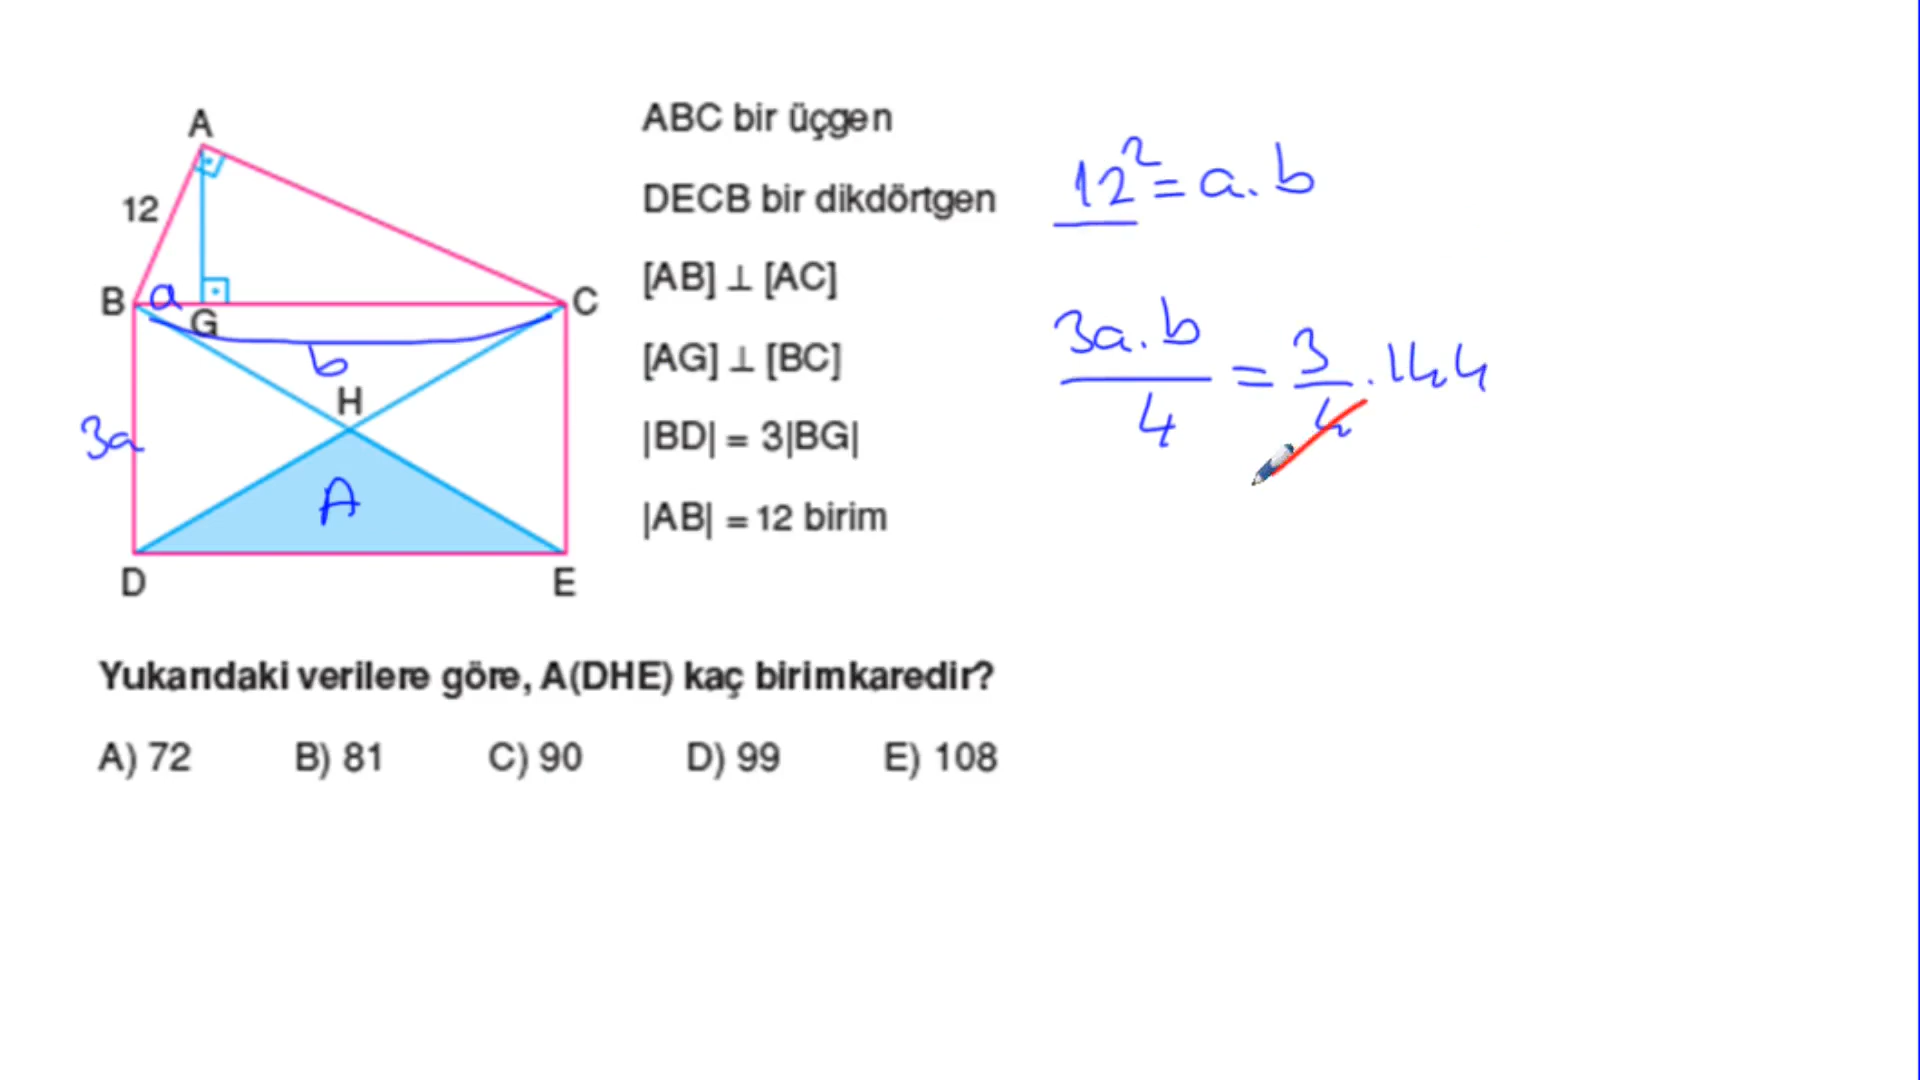 A
12
B
a
G
C
b
H
3a
A
D
E
ABC bir üçgen
DECB bir dikdörtgen
[AB] ⊥ [AC]
[AG] ⊥ [BC]
|BD| = 3|BG|
|AB| = 12 birim
12² = a.b
3a.b/4 = 3/4 . 144
Yukarıdaki verilere göre, A(DHE) kaç birimkaredir?
A) 72 B) 81 C) 90 D) 99 E) 108